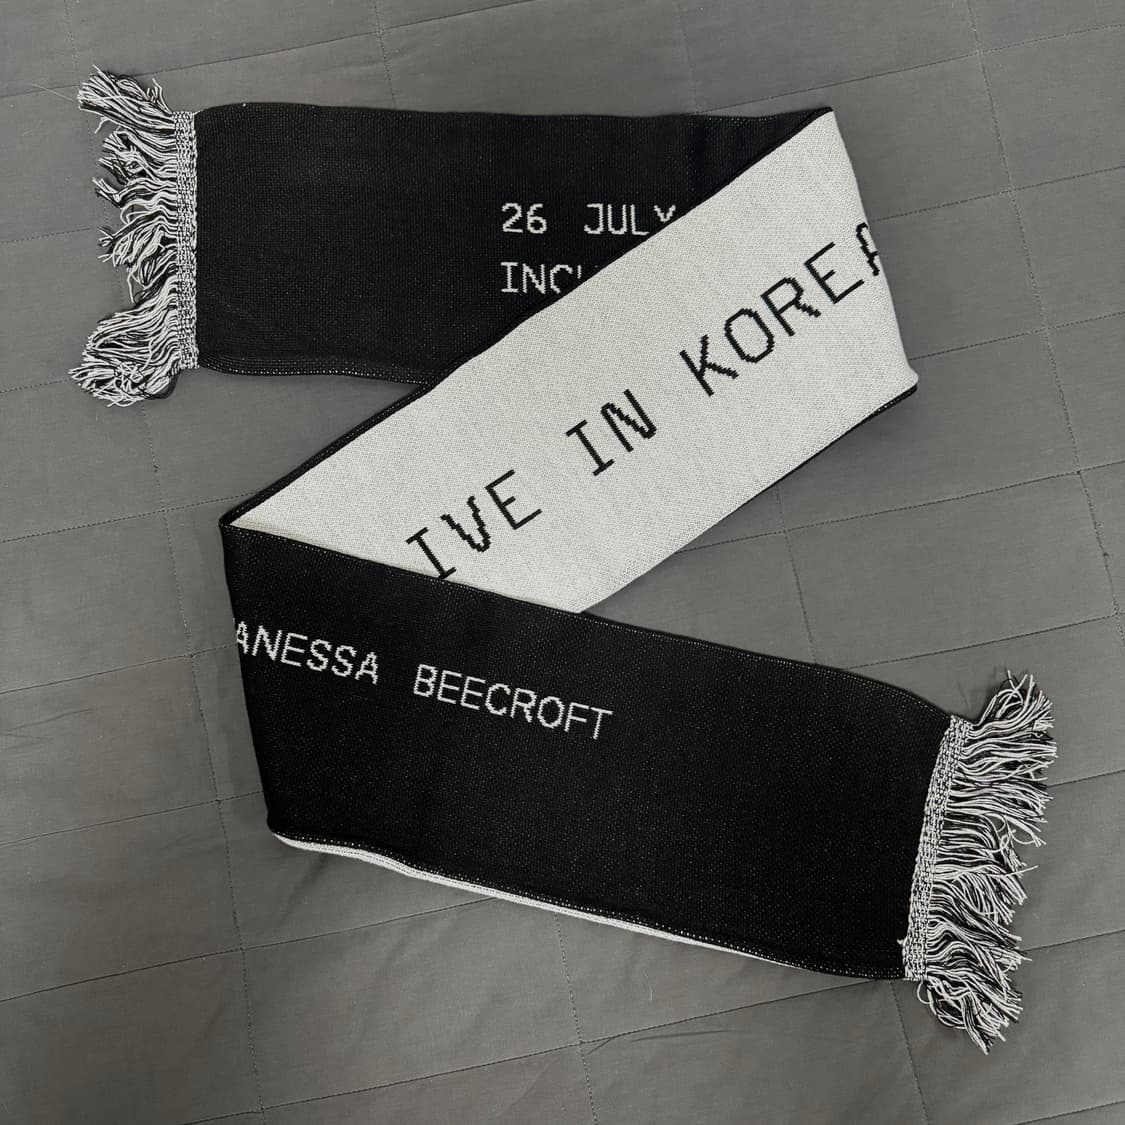 26 JULY
INC
IVE IN KOREA
ANESSA BEECROFT